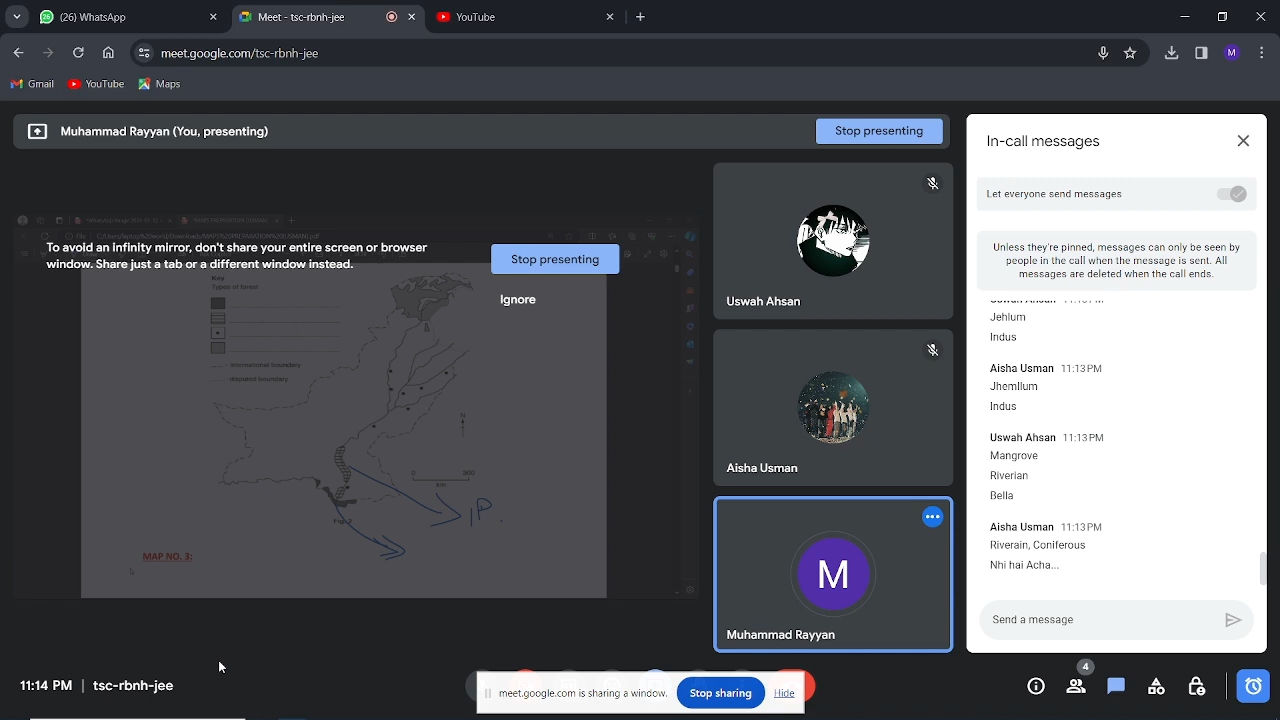 (26) WhatsApp
Meet - tsc-rbnh-jee
YouTube
meet.google.com/tsc-rbnh-jee
M
Gmail
YouTube
Maps
Muhammad Rayyan (You, presenting)
Stop presenting
To avoid an infinity mirror, don't share your entire screen or browser
window. Share just a tab or a different window instead.
Stop presenting
Ignore
Key
Types of forest
international boundary
disputed boundary
N
0 300
km
Fig. 2
IP.
MAP NO. 3:
Uswah Ahsan
Aisha Usman
M
Muhammad Rayyan
In-call messages
Let everyone send messages
Unless they're pinned, messages can only be seen by
people in the call when the message is sent. All
messages are deleted when the call ends.
Jehlum
Indus
Aisha Usman 11:13 PM
Jhemllum
Indus
Uswah Ahsan 11:13 PM
Mangrove
Riverian
Bella
Aisha Usman 11:13 PM
Riverain, Coniferous
Nhi hai Acha...
Send a message
11:14 PM | tsc-rbnh-jee
meet.google.com is sharing a window.
Stop sharing
Hide
4